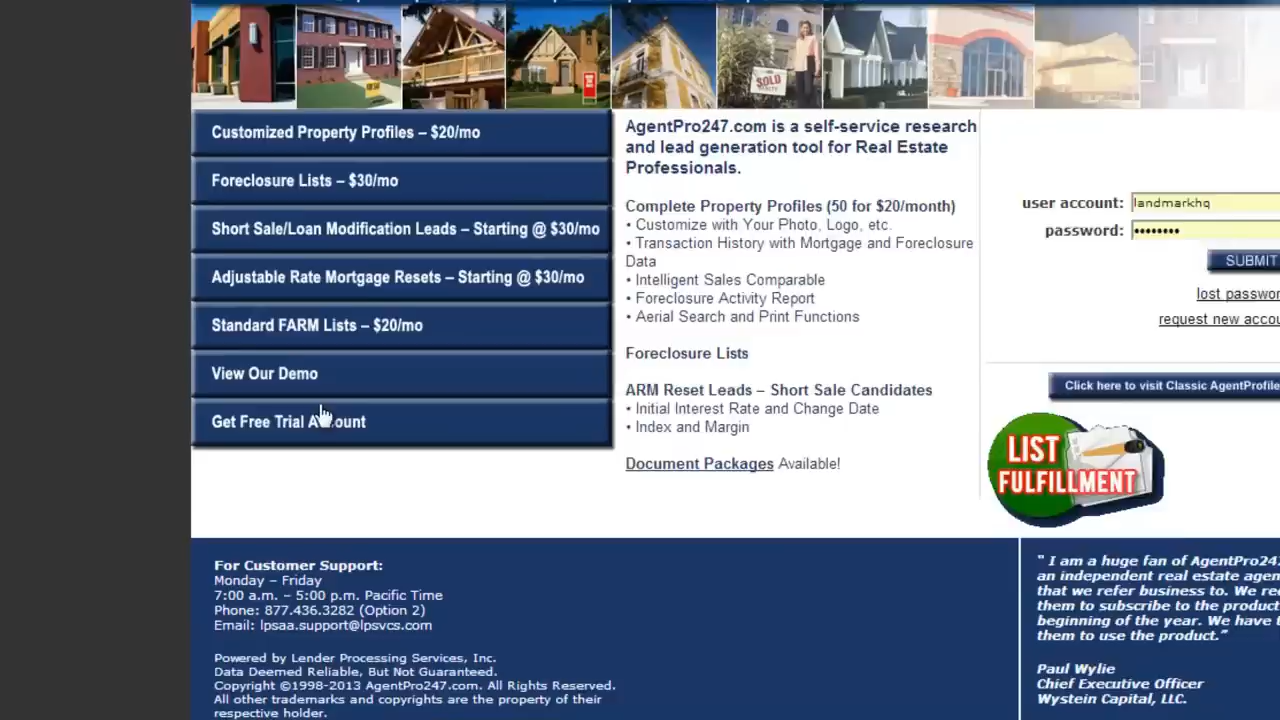 SOLD
Customized Property Profiles – $20/mo
Foreclosure Lists – $30/mo
Short Sale/Loan Modification Leads – Starting @ $30/mo
Adjustable Rate Mortgage Resets – Starting @ $30/mo
Standard FARM Lists – $20/mo
View Our Demo
Get Free Trial Account
AgentPro247.com is a self-service research
and lead generation tool for Real Estate
Professionals.
Complete Property Profiles (50 for $20/month)
• Customize with Your Photo, Logo, etc.
• Transaction History with Mortgage and Foreclosure
Data
• Intelligent Sales Comparable
• Foreclosure Activity Report
• Aerial Search and Print Functions
Foreclosure Lists
ARM Reset Leads – Short Sale Candidates
• Initial Interest Rate and Change Date
• Index and Margin
Document Packages Available!
user account: landmarkhq
password: ••••••••
SUBMIT
lost passwor
request new accou
Click here to visit Classic AgentProfile
LIST
FULFILLMENT
For Customer Support:
Monday – Friday
7:00 a.m. – 5:00 p.m. Pacific Time
Phone: 877.436.3282 (Option 2)
Email: lpsaa.support@lpsvcs.com
Powered by Lender Processing Services, Inc.
Data Deemed Reliable, But Not Guaranteed.
Copyright ©1998-2013 AgentPro247.com. All Rights Reserved.
All other trademarks and copyrights are the property of their
respective holder.
" I am a huge fan of AgentPro247
an independent real estate agen
that we refer business to. We re
them to subscribe to the product
beginning of the year. We have t
them to use the product."
Paul Wylie
Chief Executive Officer
Wystein Capital, LLC.